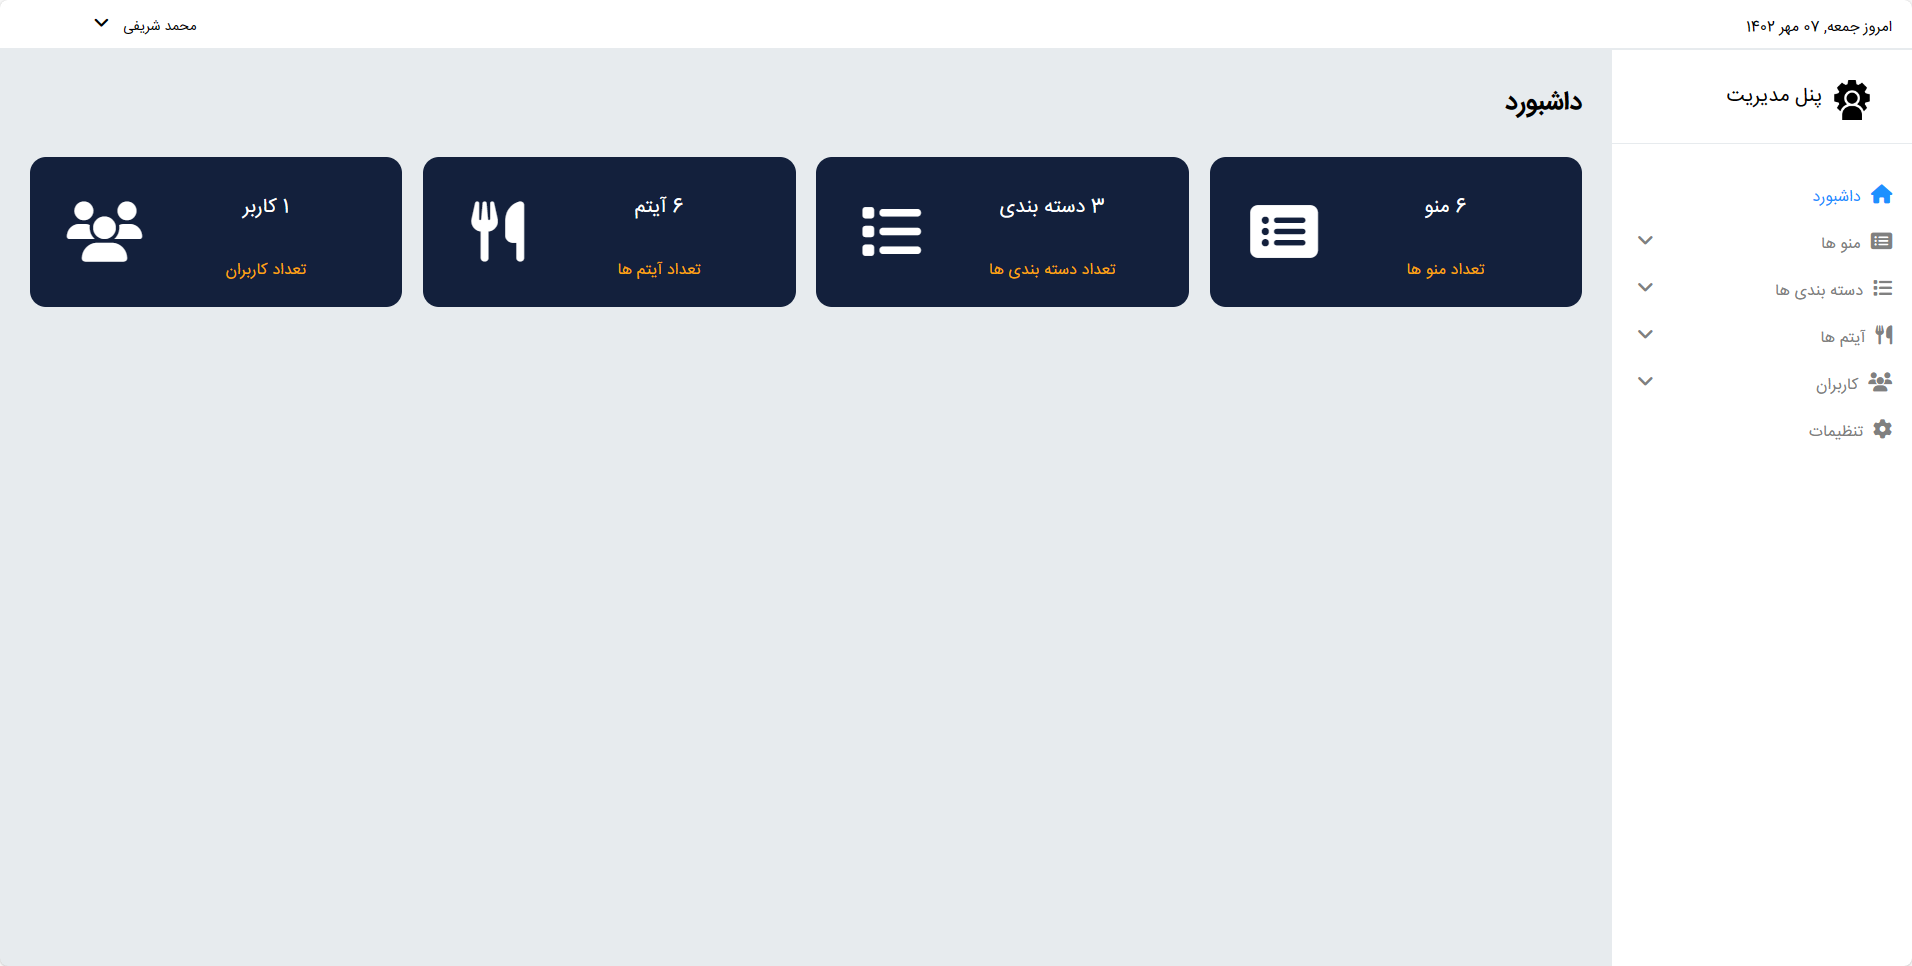 امروز جمعه, ۰۷ مهر ۱۴۰۲
محمد شریفی
پنل مدیریت
داشبورد
منو ها
دسته بندی ها
آیتم ها
کاربران
تنظیمات
داشبورد
۶ منو
تعداد منو ها
۳ دسته بندی
تعداد دسته بندی ها
۶ آیتم
تعداد آیتم ها
۱ کاربر
تعداد کاربران